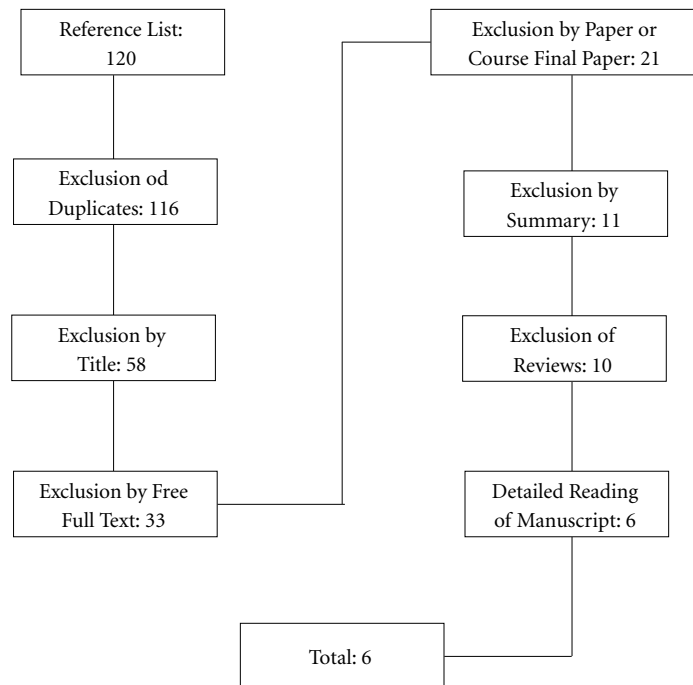 Reference List:
120
Exclusion od
Duplicates: 116
Exclusion by
Title: 58
Exclusion by Free
Full Text: 33
Exclusion by Paper or
Course Final Paper: 21
Exclusion by
Summary: 11
Exclusion of
Reviews: 10
Detailed Reading
of Manuscript: 6
Total: 6